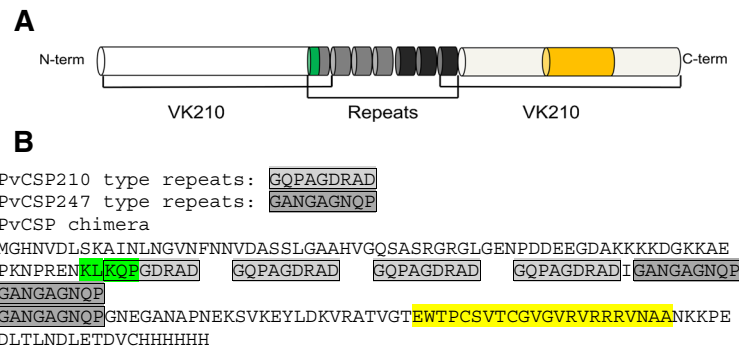 A
N-term
C-term
VK210
Repeats
VK210
B
PvCSP210 type repeats: GQPAGDRAD
PvCSP247 type repeats: GANGAGNQP
PvCSP chimera
MGHNVDLSKAINLNGVNFNNVDASSLGAAHVGQSASRGRGLGENPDDEEGDAKKKKDGKKAE
PKNPRENKLKQPGDRAD GQPAGDRAD GQPAGDRAD GQPAGDRADIGANGAGNQP
GANGAGNQP
GANGAGNQPGNEGANAPNEKSVKEYLDKVRATVGTEWTPCSVTCGVGVRVRRRVNAANKKPE
DLTLNDLETDVCHHHHHH